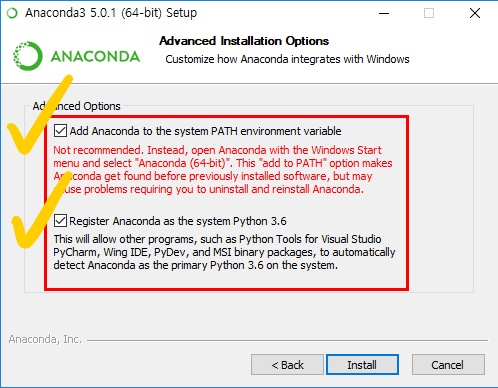 Anaconda3 5.0.1 (64-bit) Setup
ANACONDA
Advanced Installation Options
Customize how Anaconda integrates with Windows
Advanced Options
Add Anaconda to the system PATH environment variable
Not recommended. Instead, open Anaconda with the Windows Start
menu and select "Anaconda (64-bit)". This "add to PATH" option makes
Anaconda get found before previously installed software, but may
cause problems requiring you to uninstall and reinstall Anaconda.
Register Anaconda as the system Python 3.6
This will allow other programs, such as Python Tools for Visual Studio
PyCharm, Wing IDE, PyDev, and MSI binary packages, to automatically
detect Anaconda as the primary Python 3.6 on the system.
Anaconda, Inc.
< Back
Install
Cancel